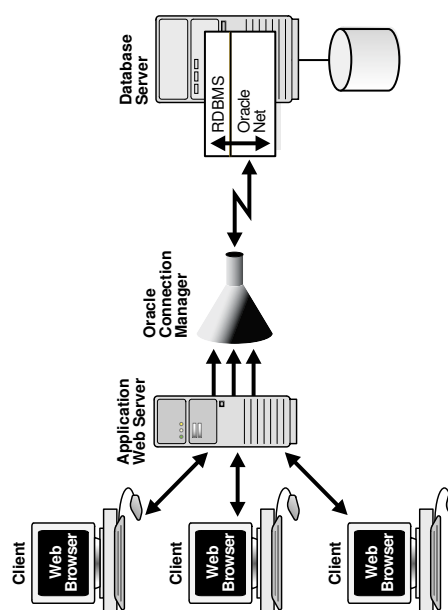 Client
Web
Browser
Client
Web
Browser
Client
Web
Browser
Application
Web Server
Oracle
Connection
Manager
Database
Server
RDBMS
Oracle
Net